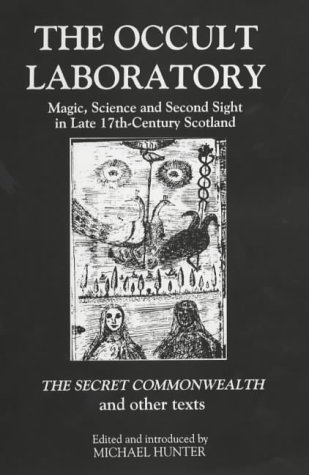 THE OCCULT
LABORATORY
Magic, Science and Second Sight
in Late 17th-Century Scotland
THE SECRET COMMONWEALTH
and other texts
Edited and introduced by
MICHAEL HUNTER